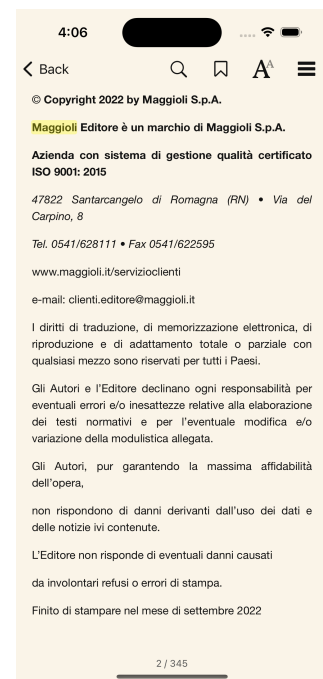 4:06
Back
AA
© Copyright 2022 by Maggioli S.p.A.
Maggioli Editore è un marchio di Maggioli S.p.A.
Azienda con sistema di gestione qualità certificato
ISO 9001: 2015
47822 Santarcangelo di Romagna (RN) • Via del
Carpino, 8
Tel. 0541/628111 • Fax 0541/622595
www.maggioli.it/servizioclienti
e-mail: clienti.editore@maggioli.it
I diritti di traduzione, di memorizzazione elettronica, di
riproduzione e di adattamento totale o parziale con
qualsiasi mezzo sono riservati per tutti i Paesi.
Gli Autori e l’Editore declinano ogni responsabilità per
eventuali errori e/o inesattezze relative alla elaborazione
dei testi normativi e per l’eventuale modifica e/o
variazione della modulistica allegata.
Gli Autori, pur garantendo la massima affidabilità
dell’opera,
non rispondono di danni derivanti dall’uso dei dati e
delle notizie ivi contenute.
L’Editore non risponde di eventuali danni causati
da involontari refusi o errori di stampa.
Finito di stampare nel mese di settembre 2022
2 / 345